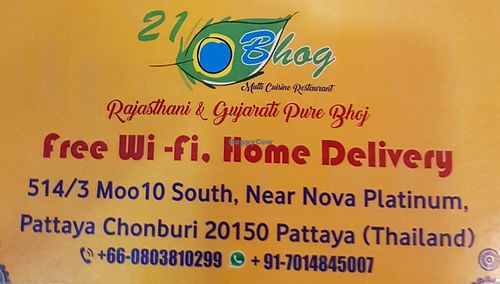 21 Bhog
Multi Cuisine Restaurant
Rajasthani & Gujarati Pure Bhoj
HappyCow
Free Wi -Fi, Home Delivery
514/3 Moo10 South, Near Nova Platinum,
Pattaya Chonburi 20150 Pattaya (Thailand)
+66-0803810299 + 91-7014845007